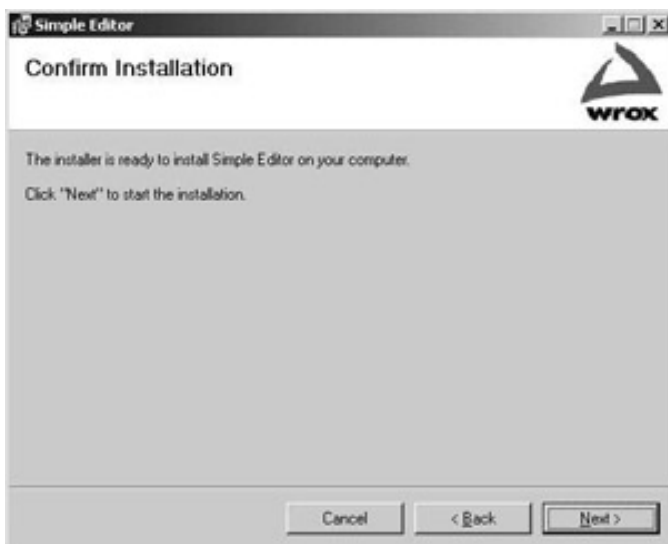 Simple Editor
Confirm Installation
wrox
The installer is ready to install Simple Editor on your computer.
Click "Next" to start the installation.
Cancel
< Back
Next >